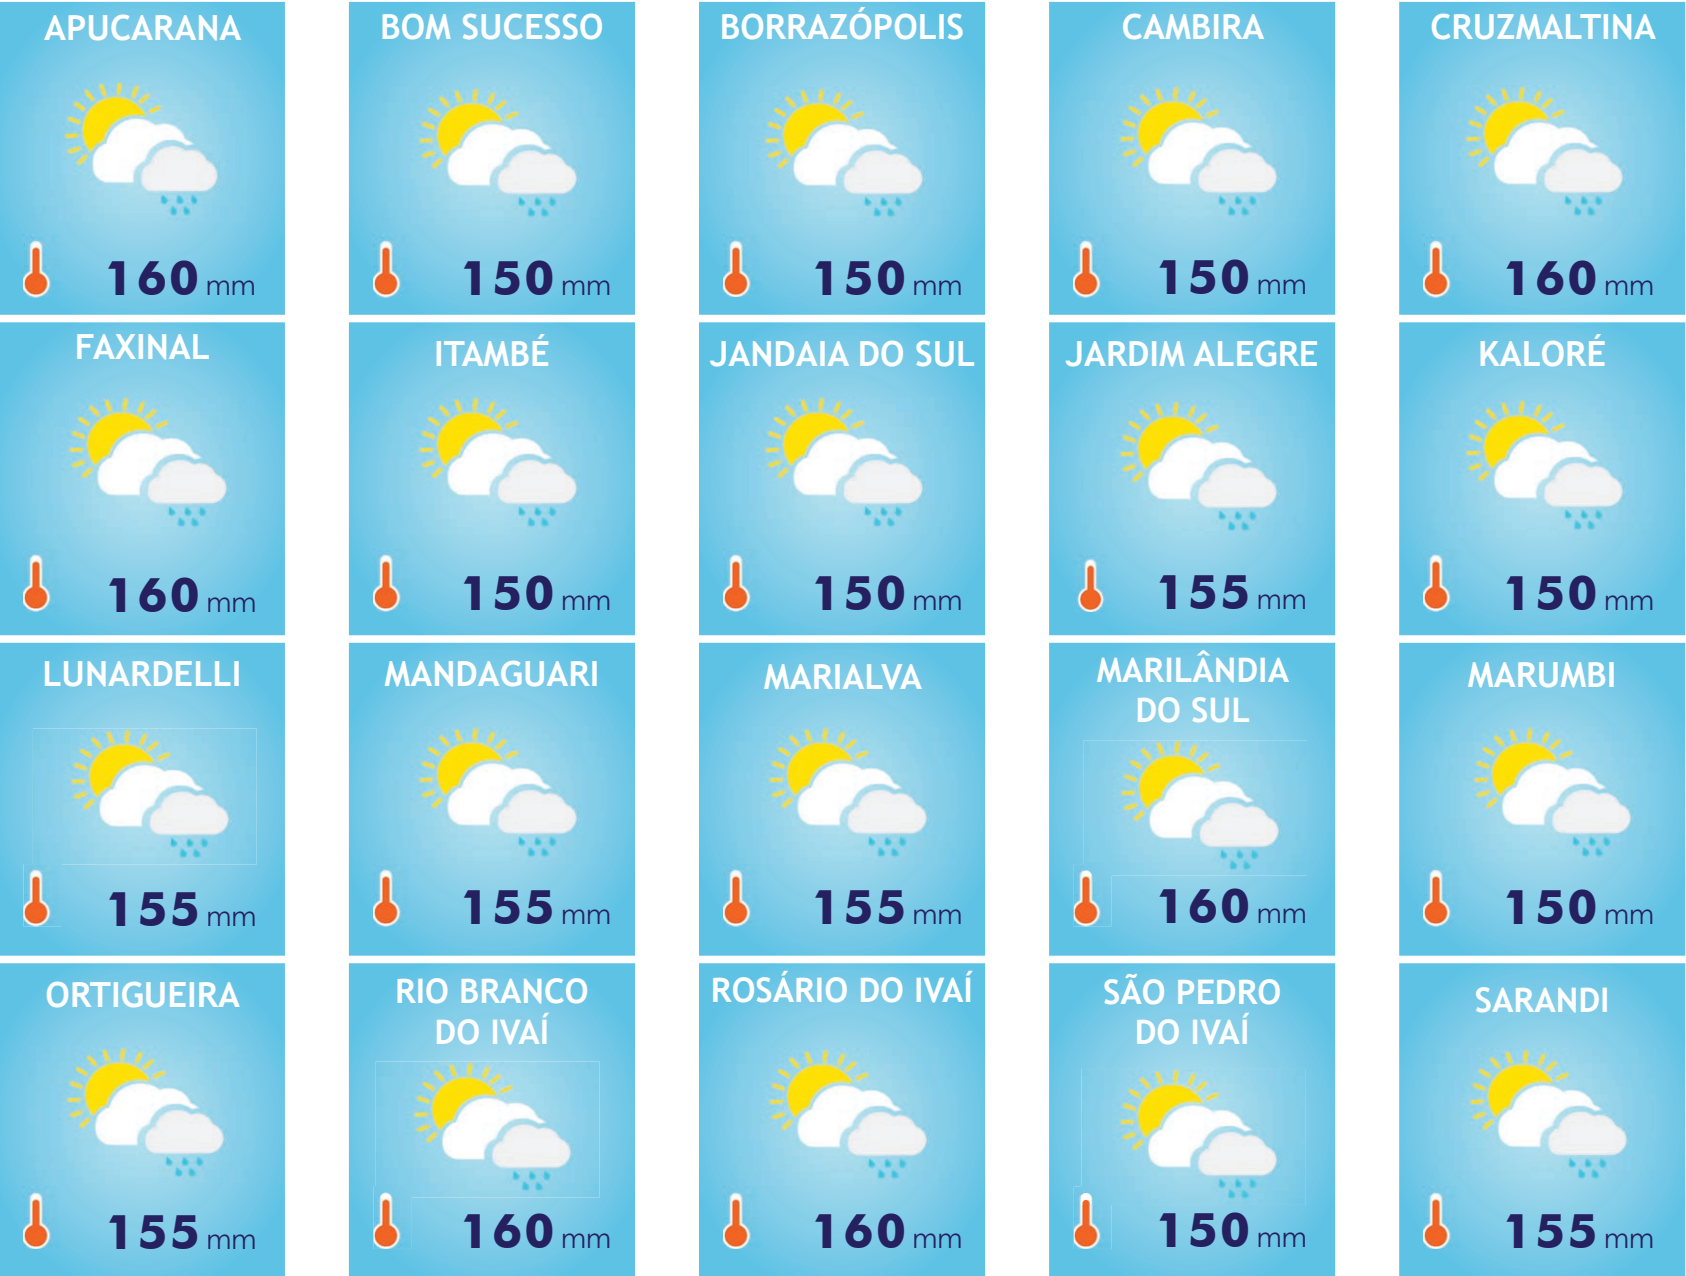 APUCARANA
160 mm
BOM SUCESSO
150 mm
BORRAZÓPOLIS
150 mm
CAMBIRA
150 mm
CRUZMALTINA
160 mm
FAXINAL
160 mm
ITAMBÉ
150 mm
JANDAIA DO SUL
150 mm
JARDIM ALEGRE
155 mm
KALORÉ
150 mm
LUNARDELLI
155 mm
MANDAGUARI
155 mm
MARIALVA
155 mm
MARILÂNDIA
DO SUL
160 mm
MARUMBI
150 mm
ORTIGUEIRA
155 mm
RIO BRANCO
DO IVAÍ
160 mm
ROSÁRIO DO IVAÍ
160 mm
SÃO PEDRO
DO IVAÍ
150 mm
SARANDI
155 mm